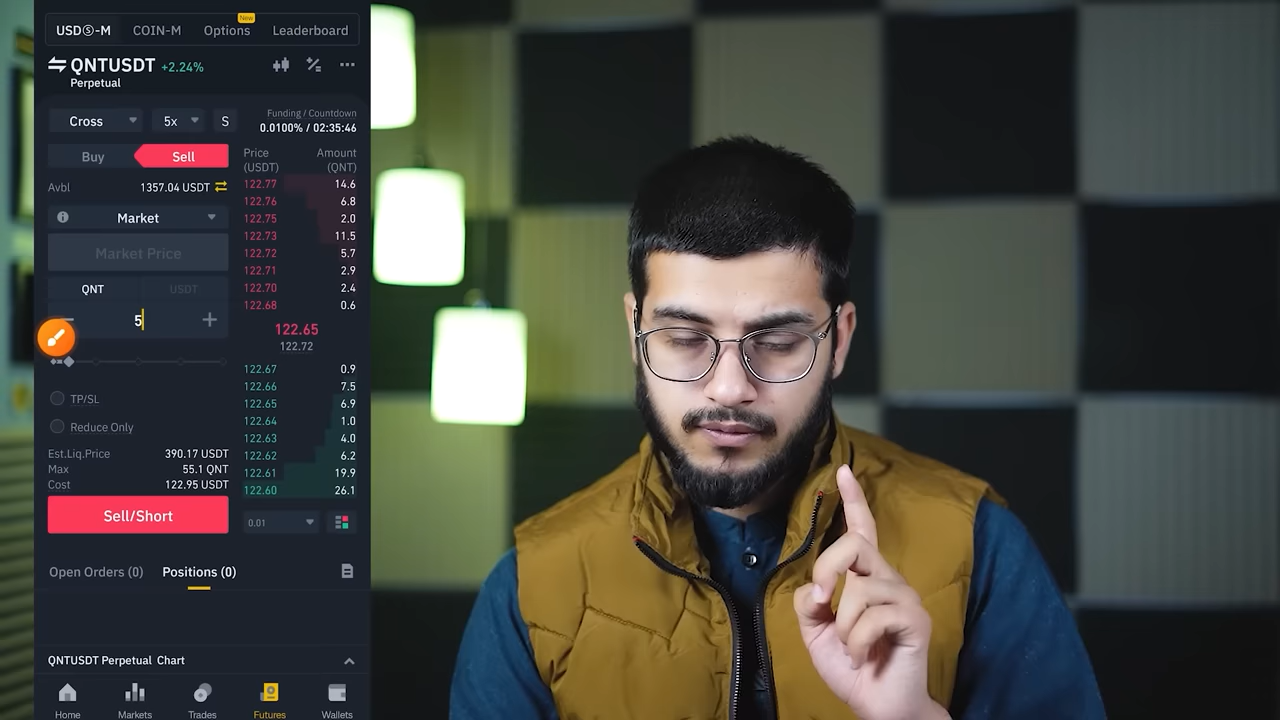 USDⓈ-M COIN-M Options New Leaderboard
QNTUSDT +2.24%
Perpetual
Cross 5x S
Funding / Countdown
0.0100% / 02:35:46
Buy Sell
Avbl 1357.04 USDT
Market
Market Price
QNT USDT
5
TP/SL
Reduce Only
Est.Liq.Price 390.17 USDT
Max 55.1 QNT
Cost 122.95 USDT
Sell/Short
Price Amount
(USDT) (QNT)
122.77 14.6
122.76 6.8
122.75 2.0
122.73 11.5
122.72 5.7
122.71 2.9
122.70 2.4
122.68 0.6
122.65
122.72
122.67 0.9
122.66 7.5
122.65 6.9
122.64 1.0
122.63 4.0
122.62 6.2
122.61 19.9
122.60 26.1
0.01
Open Orders (0) Positions (0)
QNTUSDT Perpetual Chart
Home Markets Trades Futures Wallets